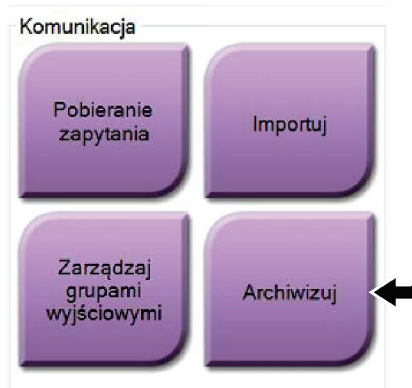 Komunikacja
Pobieranie
zapytania
Importuj
Zarządzaj
grupami
wyjściowymi
Archiwizuj